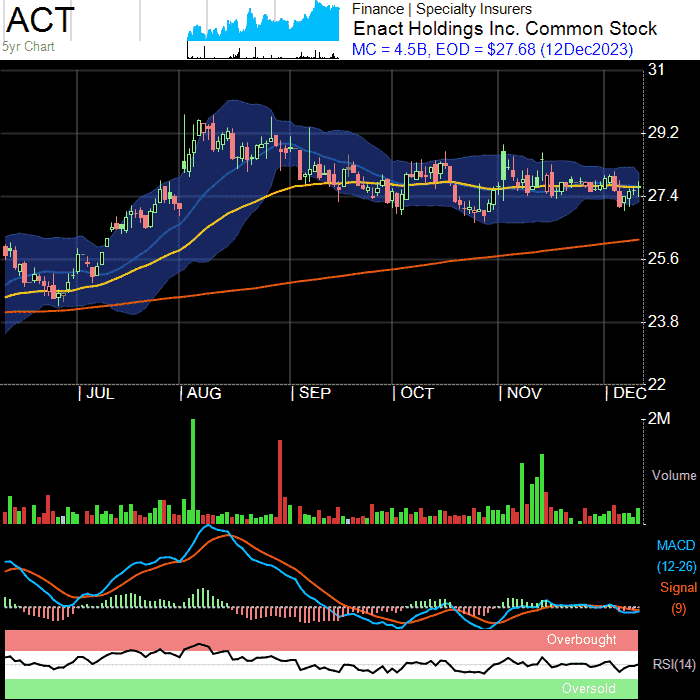 ACT
5yr Chart
Finance | Specialty Insurers
Enact Holdings Inc. Common Stock
MC = 4.5B, EOD = $27.68 (12Dec2023)
31
29.2
27.4
25.6
23.8
22
| JUL | AUG | SEP | OCT | NOV | DEC
2M
Volume
MACD
(12-26)
Signal
(9)
Overbought
RSI(14)
Oversold